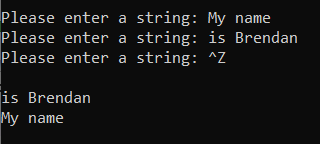 Please enter a string: My name
Please enter a string: is Brendan
Please enter a string: ^Z
is Brendan
My name